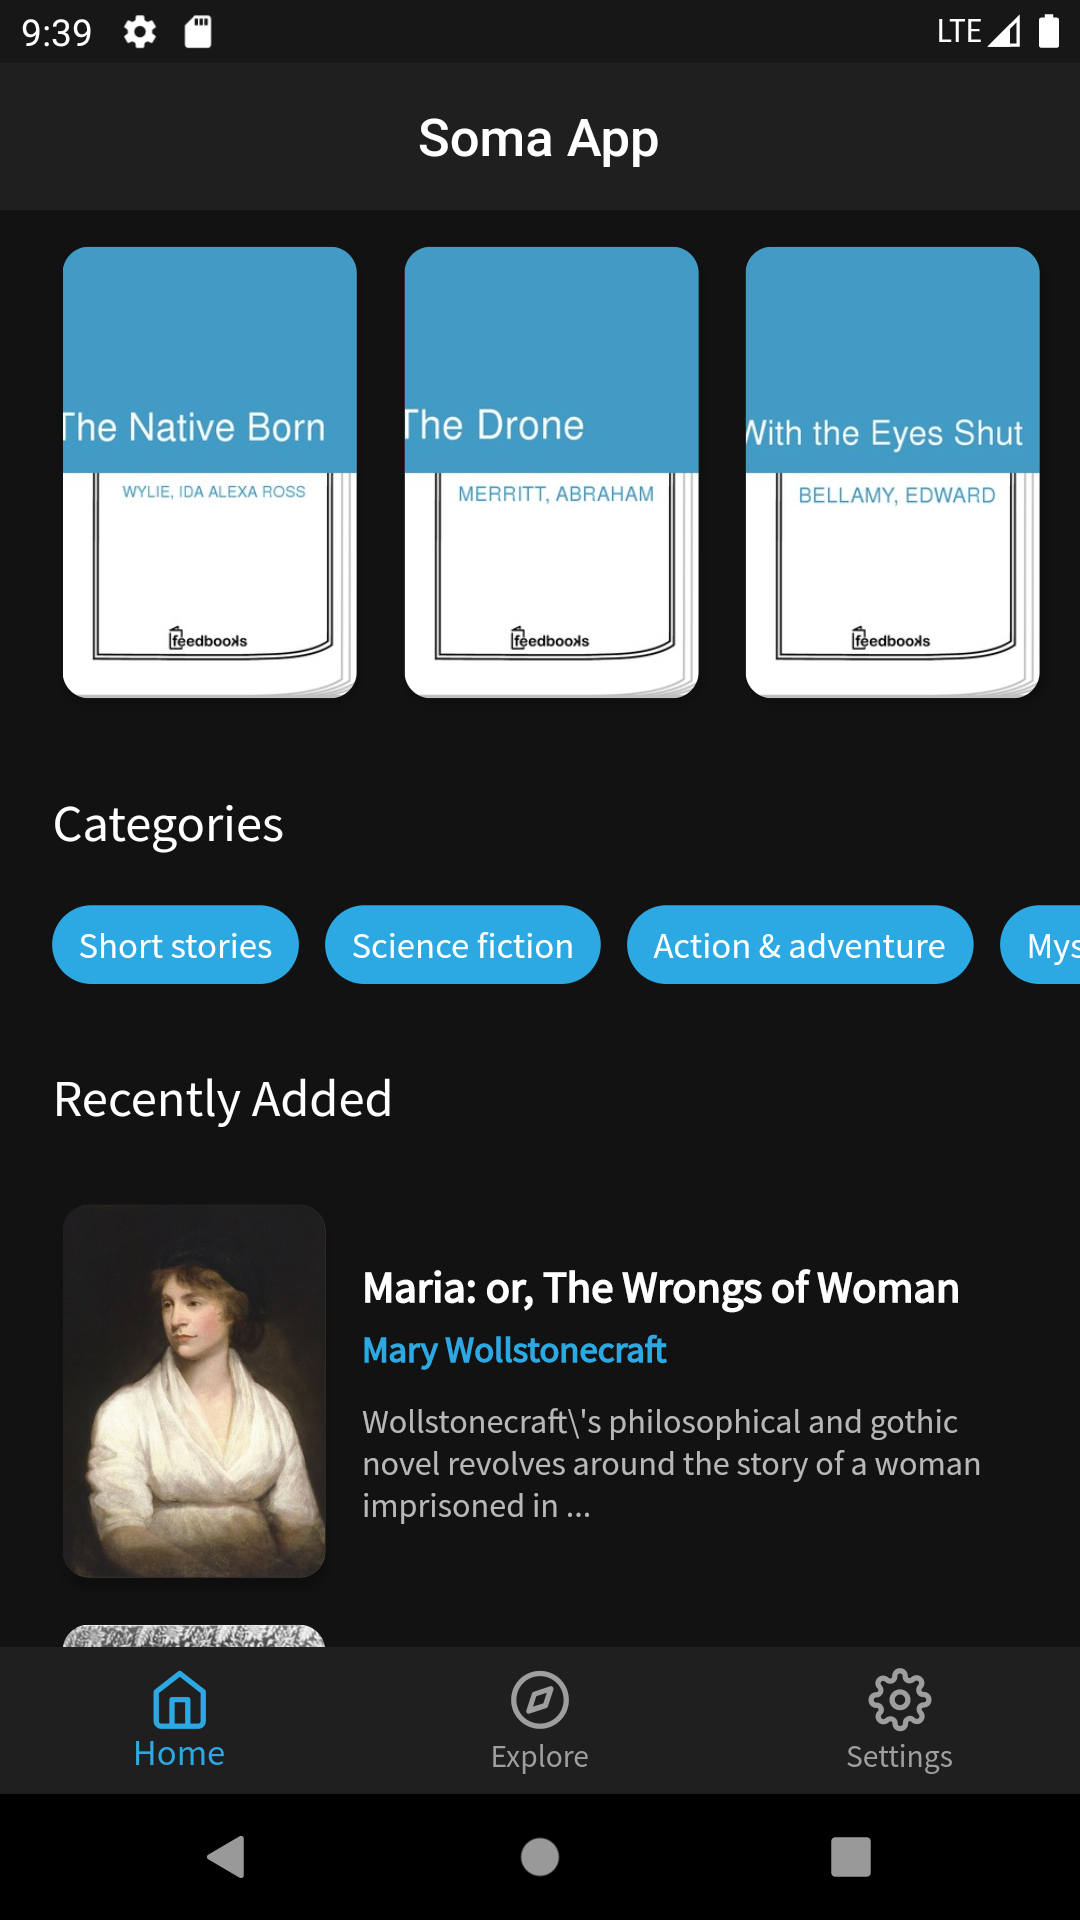 9:39
LTE
Soma App
The Native Born
The Drone
With the Eyes Shut
WYLIE, IDA ALEXA ROSS
MERRITT, ABRAHAM
BELLAMY, EDWARD
feedbooks
feedbooks
feedbooks
Categories
Short stories
Science fiction
Action & adventure
Mys
Recently Added
Maria: or, The Wrongs of Woman
Mary Wollstonecraft
Wollstonecraft\'s philosophical and gothic
novel revolves around the story of a woman
imprisoned in ...
Home
Explore
Settings